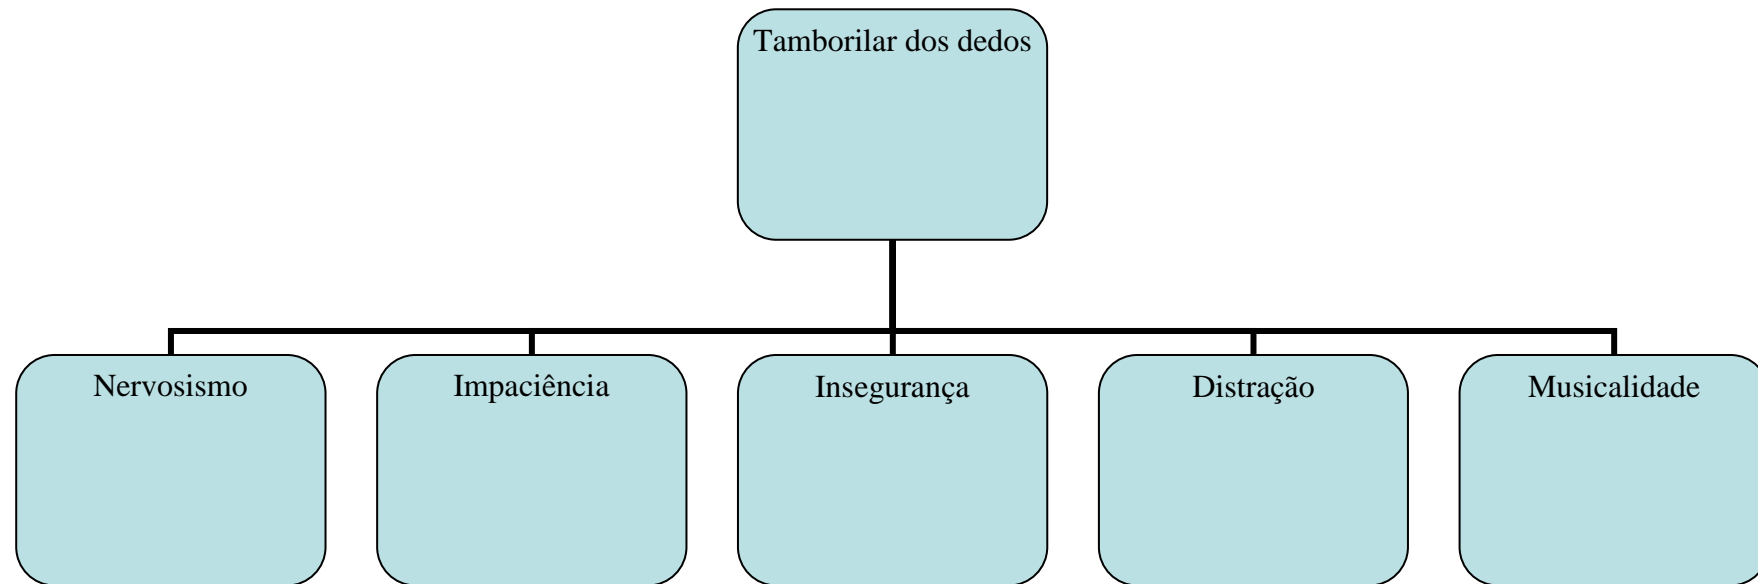 Tamborilar dos dedos
Nervosismo
Impaciência
Insegurança
Distração
Musicalidade